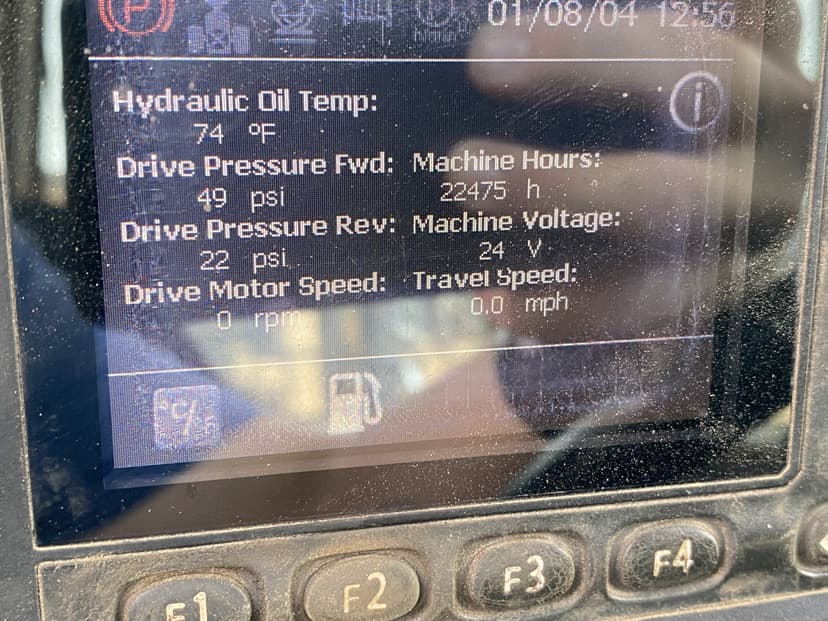 P 01/08/04 12:56
Hydraulic Oil Temp:
74 °F
Drive Pressure Fwd: Machine Hours:
49 psi 22475 h
Drive Pressure Rev: Machine Voltage:
22 psi 24 V
Drive Motor Speed: Travel Speed:
0 rpm 0,0 mph
°C/°F
F1 F2 F3 F4